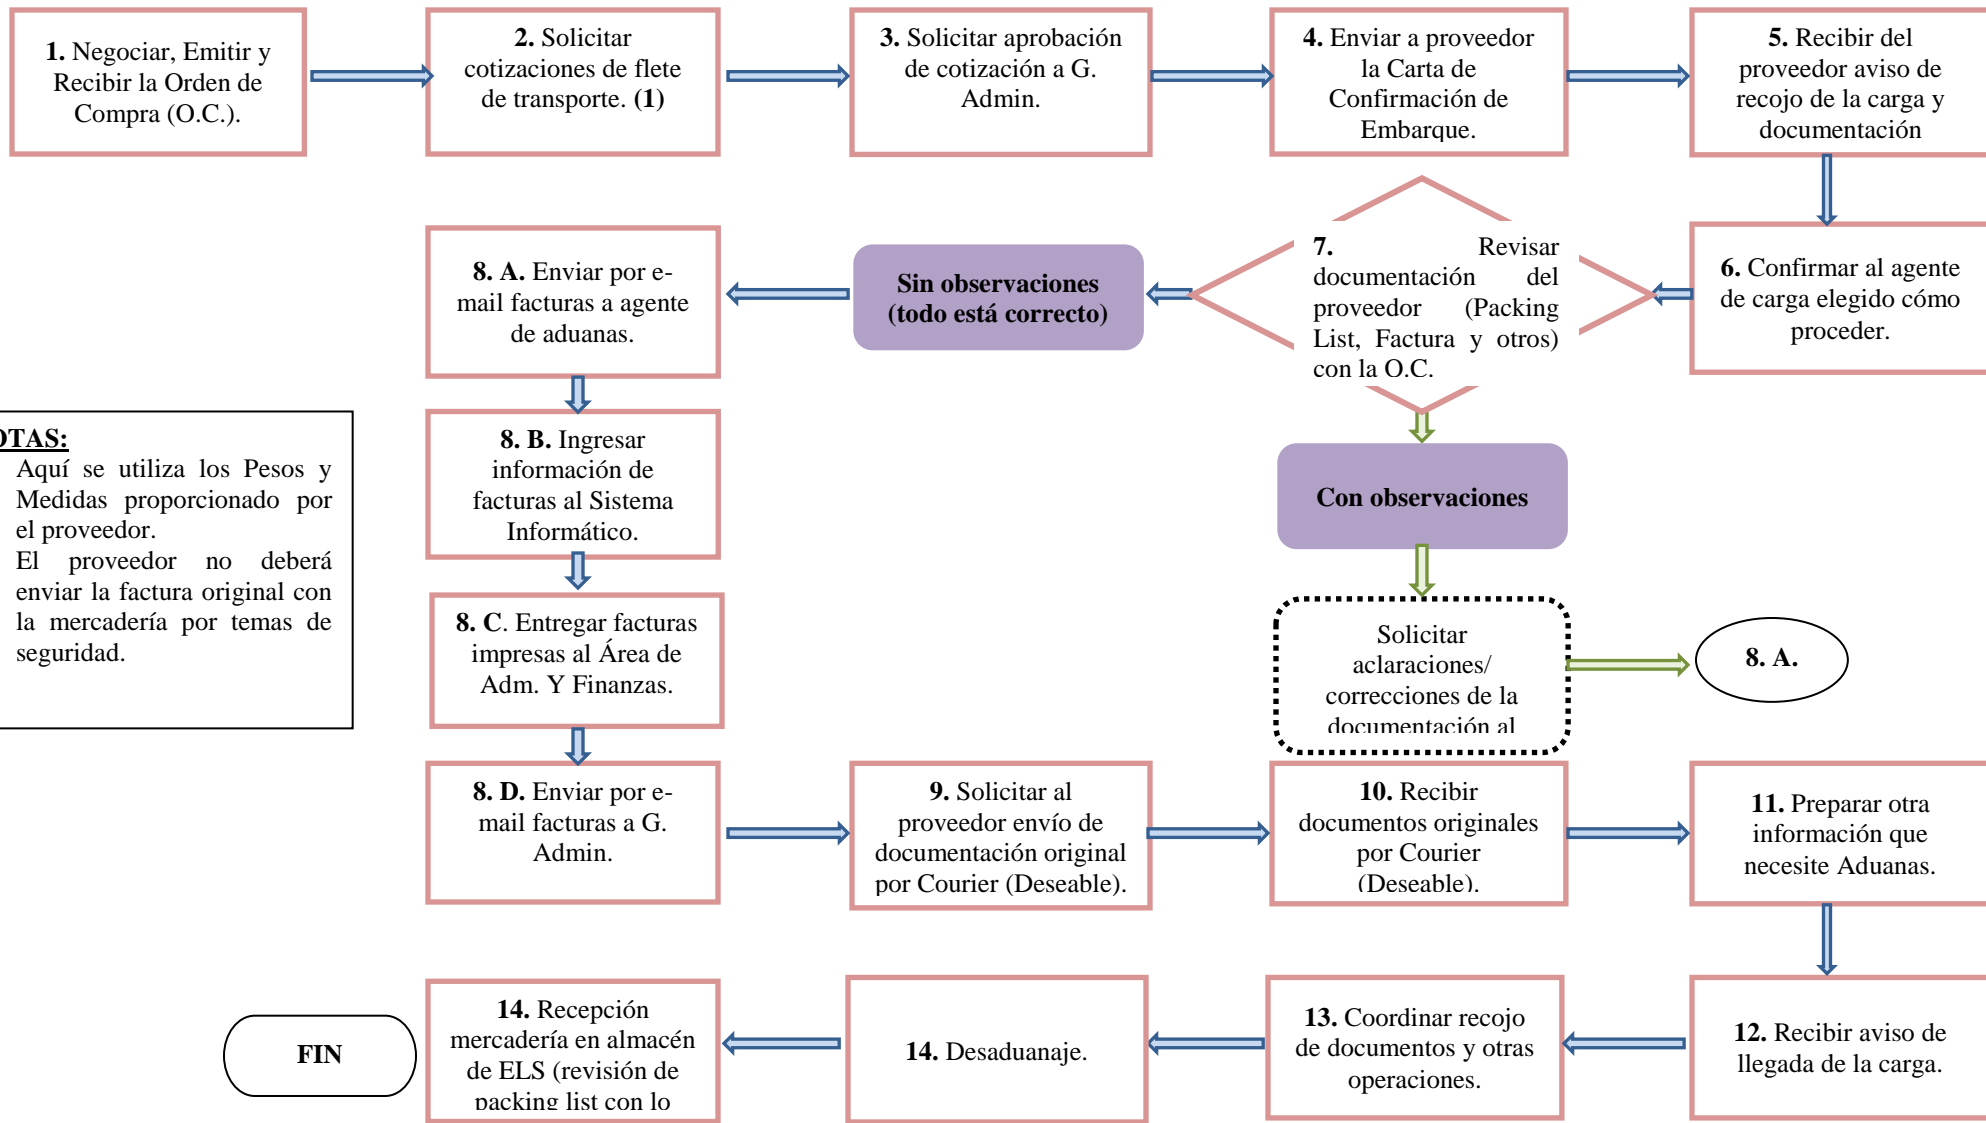 1. Negociar, Emitir y
Recibir la Orden de
Compra (O.C.).
2. Solicitar
cotizaciones de flete
de transporte. (1)
3. Solicitar aprobación
de cotización a G.
Admin.
4. Enviar a proveedor
la Carta de
Confirmación de
Embarque.
5. Recibir del
proveedor aviso de
recojo de la carga y
documentación
6. Confirmar al agente
de carga elegido cómo
proceder.
7. Revisar
documentación del
proveedor (Packing
List, Factura y otros)
con la O.C.
Sin observaciones
(todo está correcto)
8. A. Enviar por e-
mail facturas a agente
de aduanas.
8. B. Ingresar
información de
facturas al Sistema
Informático.
Con observaciones
OTAS:
Aquí se utiliza los Pesos y
Medidas proporcionado por
el proveedor.
El proveedor no deberá
enviar la factura original con
la mercadería por temas de
seguridad.
8. C. Entregar facturas
impresas al Área de
Adm. Y Finanzas.
Solicitar
aclaraciones/
correcciones de la
documentación al
8. A.
8. D. Enviar por e-
mail facturas a G.
Admin.
9. Solicitar al
proveedor envío de
documentación original
por Courier (Deseable).
10. Recibir
documentos originales
por Courier
(Deseable).
11. Preparar otra
información que
necesite Aduanas.
12. Recibir aviso de
llegada de la carga.
13. Coordinar recojo
de documentos y otras
operaciones.
14. Desaduanaje.
14. Recepción
mercadería en almacén
de ELS (revisión de
packing list con lo
FIN